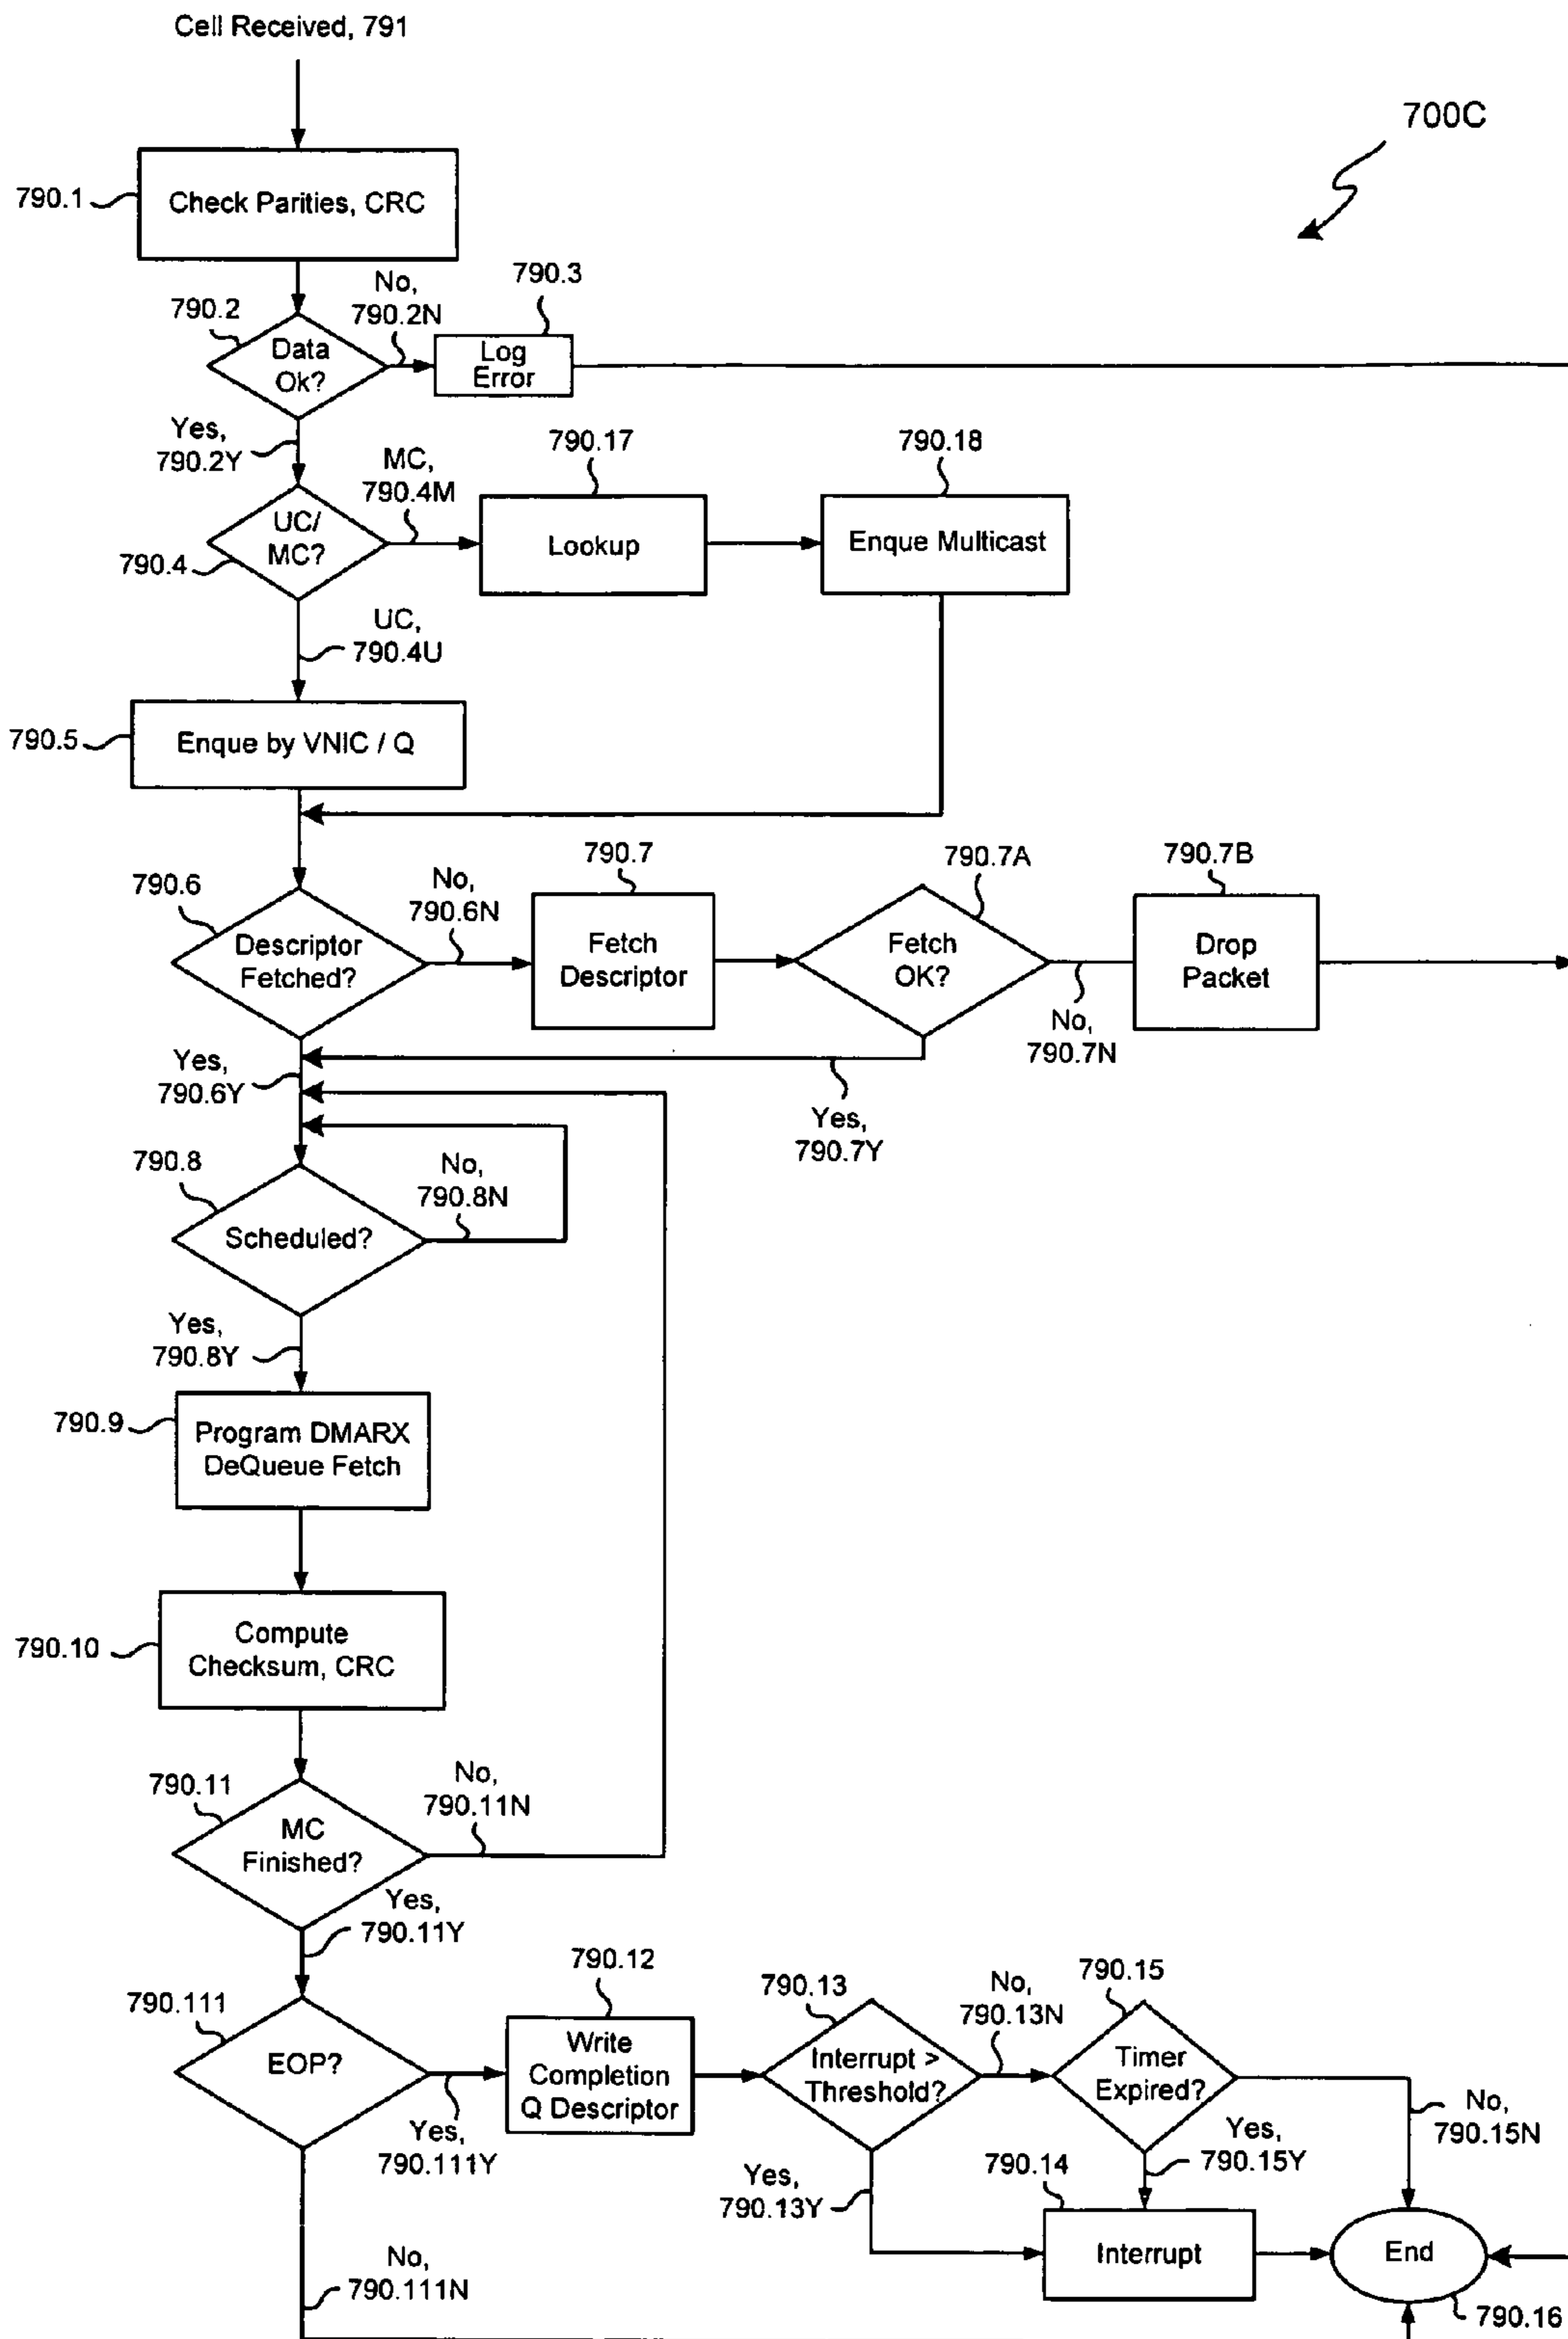 Cell Received, 791
700C
790.1
Check Parities, CRC
790.2
No,
790.2N
790.3
Data
Ok?
Log
Error
Yes,
790.2Y
MC,
790.4M
790.17
790.18
UC/
MC?
790.4
Lookup
Enque Multicast
UC,
790.4U
790.5
Enque by VNIC / Q
790.6
No,
790.6N
790.7
790.7A
790.7B
Descriptor
Fetched?
Fetch
Descriptor
Fetch
OK?
Drop
Packet
No,
790.7N
Yes,
790.6Y
Yes,
790.7Y
790.8
No,
790.8N
Scheduled?
Yes,
790.8Y
790.9
Program DMARX
DeQueue Fetch
790.10
Compute
Checksum, CRC
790.11
No,
790.11N
MC
Finished?
Yes,
790.11Y
790.111
790.12
790.13
No,
790.13N
790.15
EOP?
Write
Completion
Q Descriptor
Interrupt >
Threshold?
Timer
Expired?
Yes,
790.111Y
Yes,
790.13Y
790.14
Yes,
790.15Y
No,
790.15N
No,
790.111N
Interrupt
End
790.16